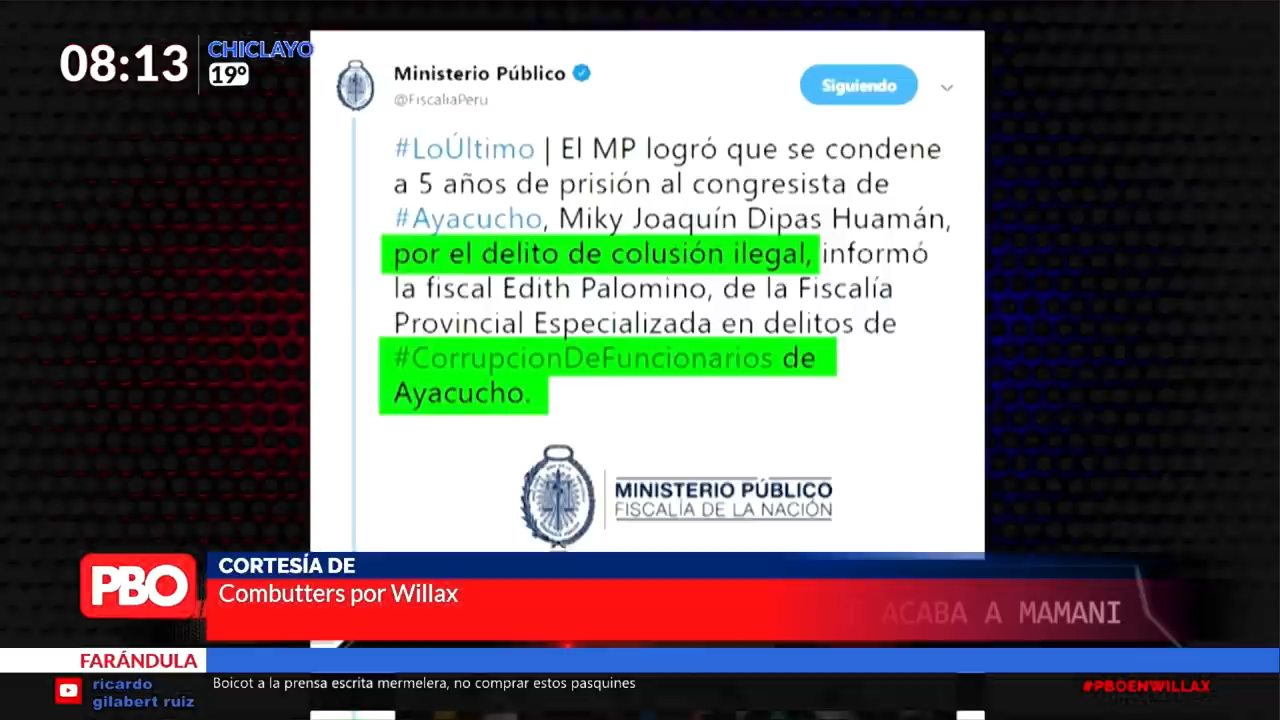 08:13
CHICLAYO
19°
Ministerio Público
@FiscaliaPeru
Siguiendo
#LoÚltimo | El MP logró que se condene
a 5 años de prisión al congresista de
#Ayacucho, Miky Joaquín Dipas Huamán,
por el delito de colusión ilegal, informó
la fiscal Edith Palomino, de la Fiscalía
Provincial Especializada en delitos de
#CorrupcionDeFuncionarios de
Ayacucho.
MINISTERIO PÚBLICO
FISCALÍA DE LA NACIÓN
PBO
CORTESÍA DE
Combutters por Willax
ACABA A MAMANI
FARÁNDULA
ricardo
gilabert ruiz
Boicot a la prensa escrita mermelera, no comprar estos pasquines
#PBOENWILLAX